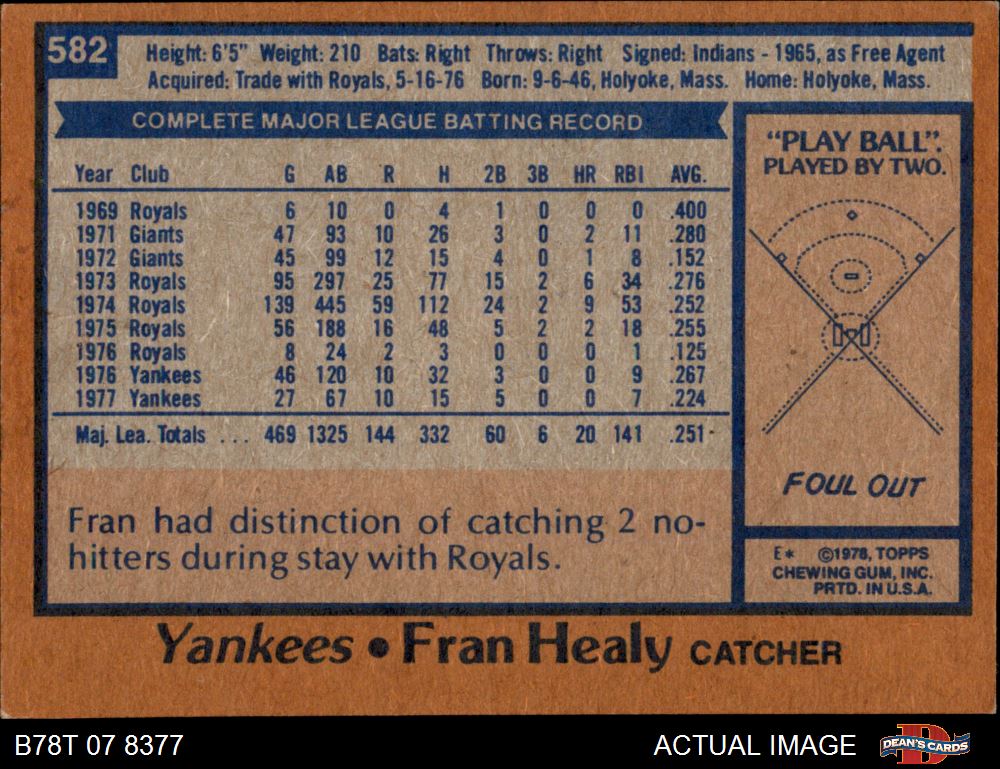 582
Height: 6'5" Weight: 210 Bats: Right Throws: Right Signed: Indians - 1965, as Free Agent
Acquired: Trade with Royals, 5-16-76 Born: 9-6-46, Holyoke, Mass. Home: Holyoke, Mass.
COMPLETE MAJOR LEAGUE BATTING RECORD
Year Club G AB R H 2B 3B HR RBI AVG.
1969 Royals 6 10 0 4 1 0 0 0 .400
1971 Giants 47 93 10 26 3 0 2 11 .280
1972 Giants 45 99 12 15 4 0 1 8 .152
1973 Royals 95 297 25 77 15 2 6 34 .276
1974 Royals 139 445 59 112 24 2 9 53 .252
1975 Royals 56 188 16 48 5 2 2 18 .255
1976 Royals 8 24 2 3 0 0 0 1 .125
1976 Yankees 46 120 10 32 3 0 0 9 .267
1977 Yankees 27 67 10 15 5 0 0 7 .224
Maj. Lea. Totals ... 469 1325 144 332 60 6 20 141 .251
Fran had distinction of catching 2 no-
hitters during stay with Royals.
"PLAY BALL".
PLAYED BY TWO.
FOUL OUT
E* ©1978, TOPPS
CHEWING GUM, INC.
PRTD. IN U.S.A.
Yankees • Fran Healy CATCHER
B78T 07 8377
ACTUAL IMAGE
DEAN'S CARDS